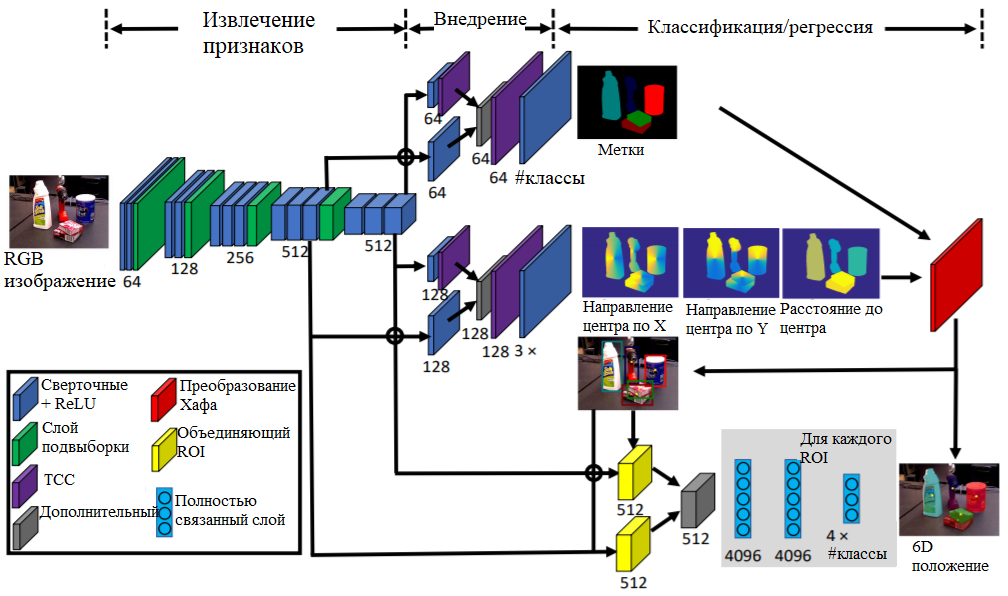 Извлечение
признаков
Внедрение
Классификация/регрессия
64
64
64
64
#классы
Метки
RGB
изображение
64
128
256
512
512
128
128
128
128
3 ×
Направление
центра по X
Направление
центра по Y
Расстояние до
центра
Сверточные
+ ReLU
Слой
подвыборки
ТСС
Дополнительный
Преобразование
Хафа
Объединяющий
ROI
Полностью
связанный слой
512
512
512
Для каждого
ROI
4096
4096
4 ×
#классы
6D
положение